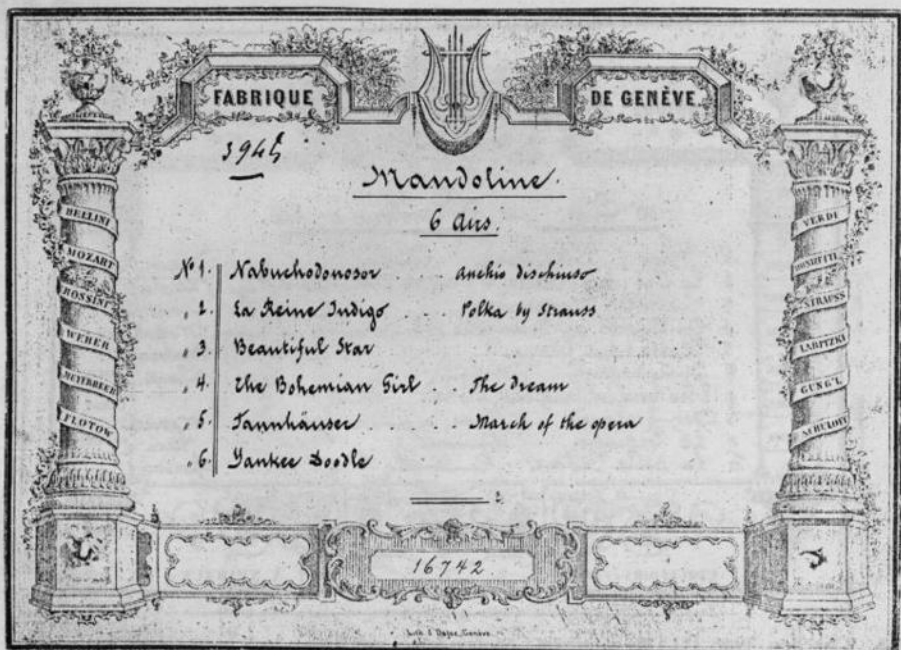 FABRIQUE DE GENÈVE.
Mandoline.
6 Airs.
Nº 1. Nabuchodonosor . . . Anchio dischiuso
" 2. La Reine Indigo . . . Polka by Strauss
" 3. Beautiful Star
" 4. The Bohemian Girl . . The Dream
" 5. Tannhäuser . . . March of the opera
" 6. Yankee Doodle
BELLINI
MOZART
ROSSINI
WEBER
MEYERBEER
FLOTOW
VERDI
DONIZETTI
STRAUSS
LABITZKI
GUNG'L
SCHULOFF
16742